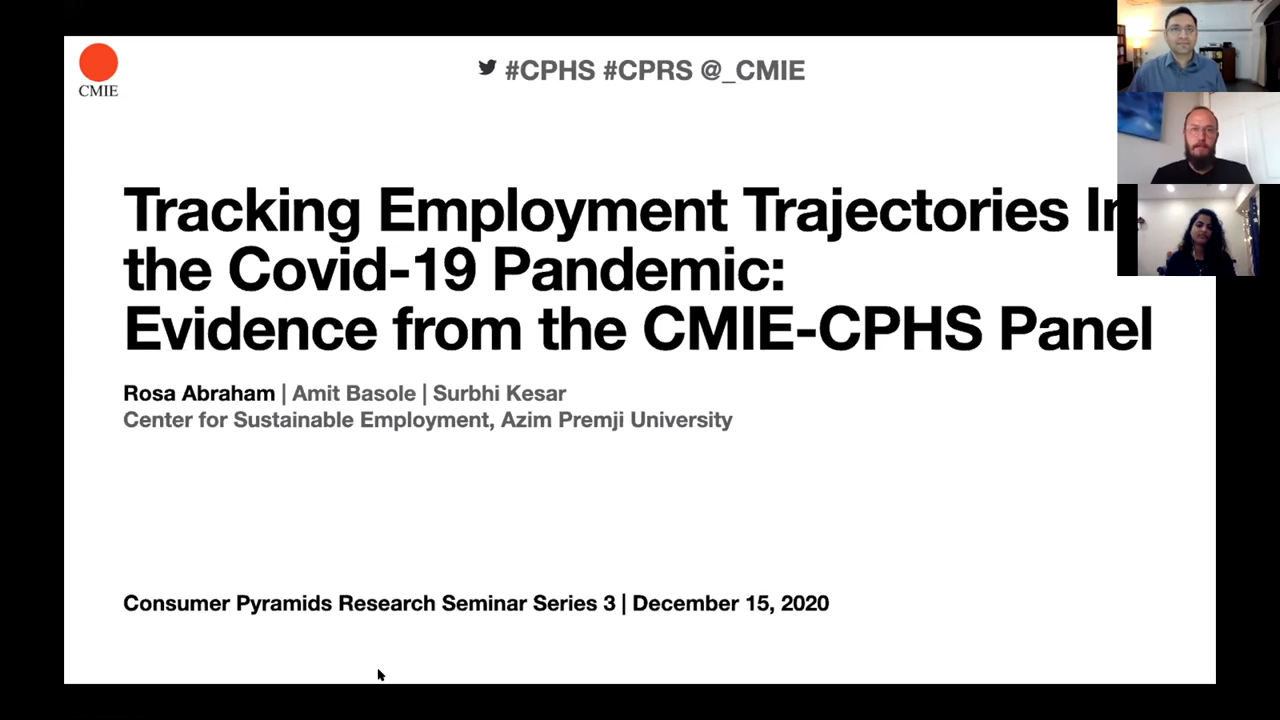 CMIE
#CPHS #CPRS @_CMIE
Tracking Employment Trajectories In
the Covid-19 Pandemic:
Evidence from the CMIE-CPHS Panel
Rosa Abraham | Amit Basole | Surbhi Kesar
Center for Sustainable Employment, Azim Premji University
Consumer Pyramids Research Seminar Series 3 | December 15, 2020